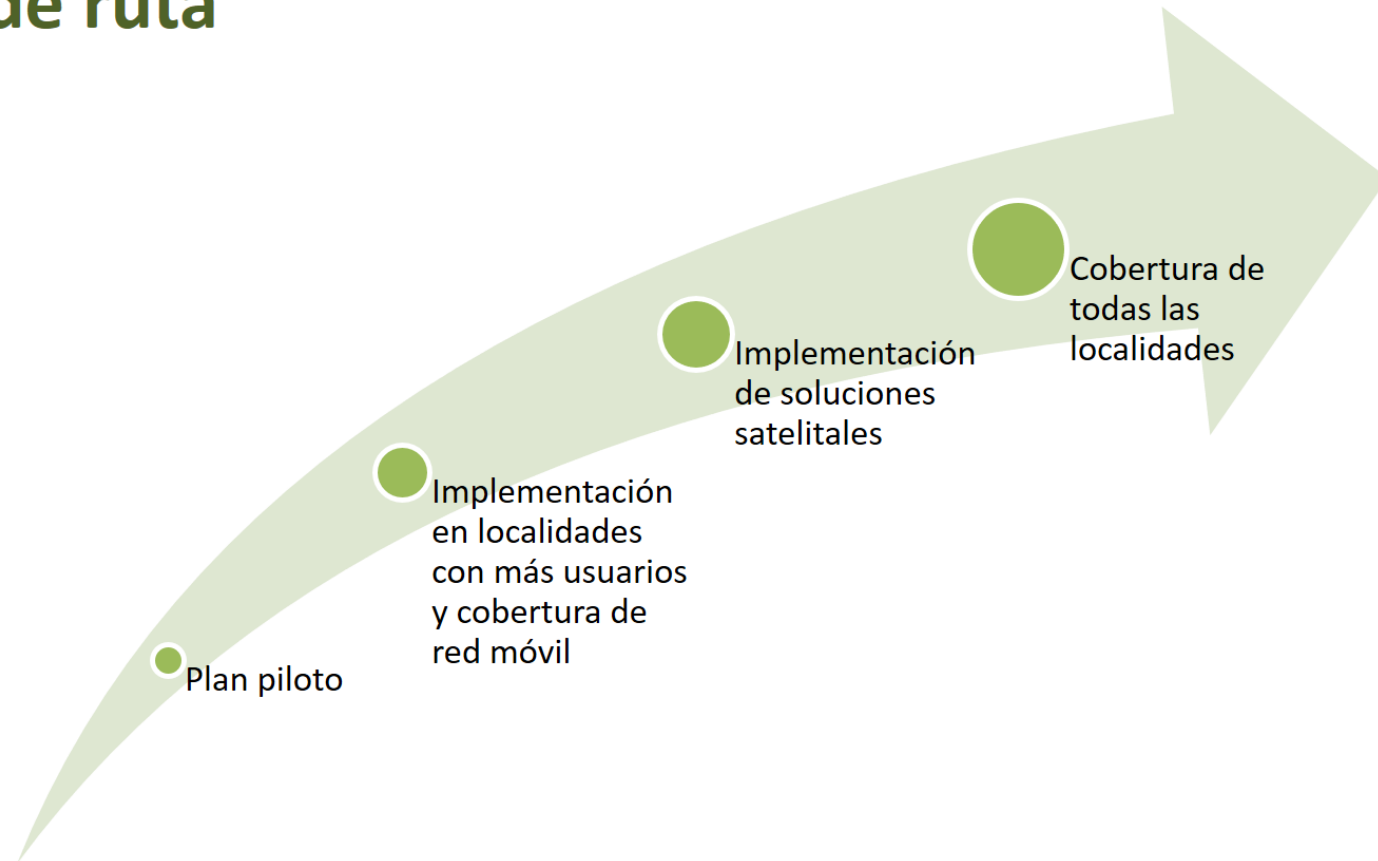 de ruta
Cobertura de
todas las
localidades
Implementación
de soluciones
satelitales
Implementación
en localidades
con más usuarios
y cobertura de
red móvil
Plan piloto